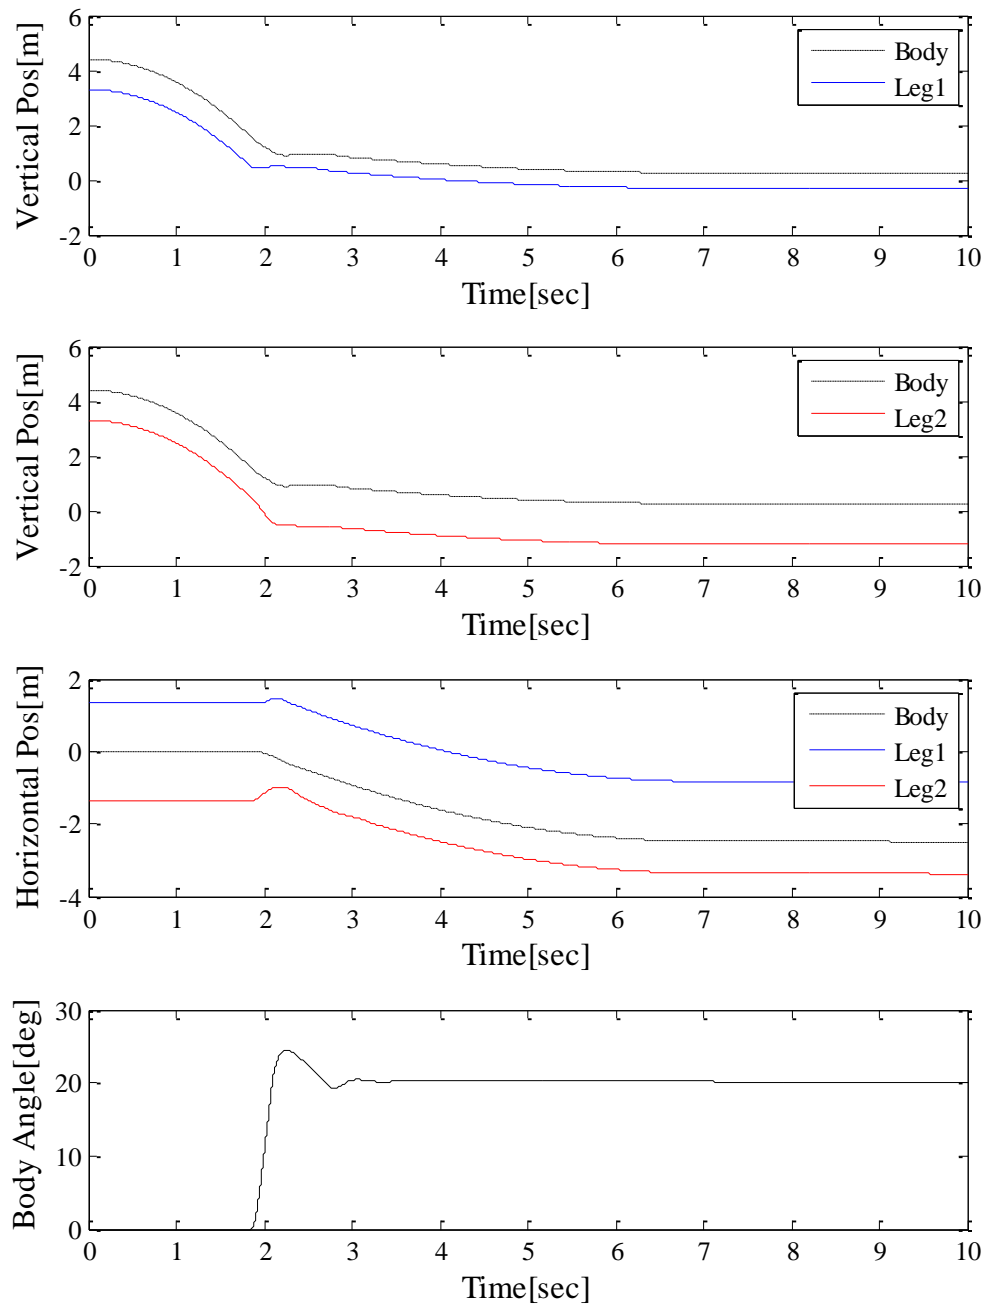 Vertical Pos[m]
6
4
2
0
-2
Body
Leg1
0 1 2 3 4 5 6 7 8 9 10
Time[sec]
Vertical Pos[m]
6
4
2
0
-2
Body
Leg2
0 1 2 3 4 5 6 7 8 9 10
Time[sec]
Horizontal Pos[m]
2
0
-2
-4
Body
Leg1
Leg2
0 1 2 3 4 5 6 7 8 9 10
Time[sec]
Body Angle[deg]
30
20
10
0
0 1 2 3 4 5 6 7 8 9 10
Time[sec]